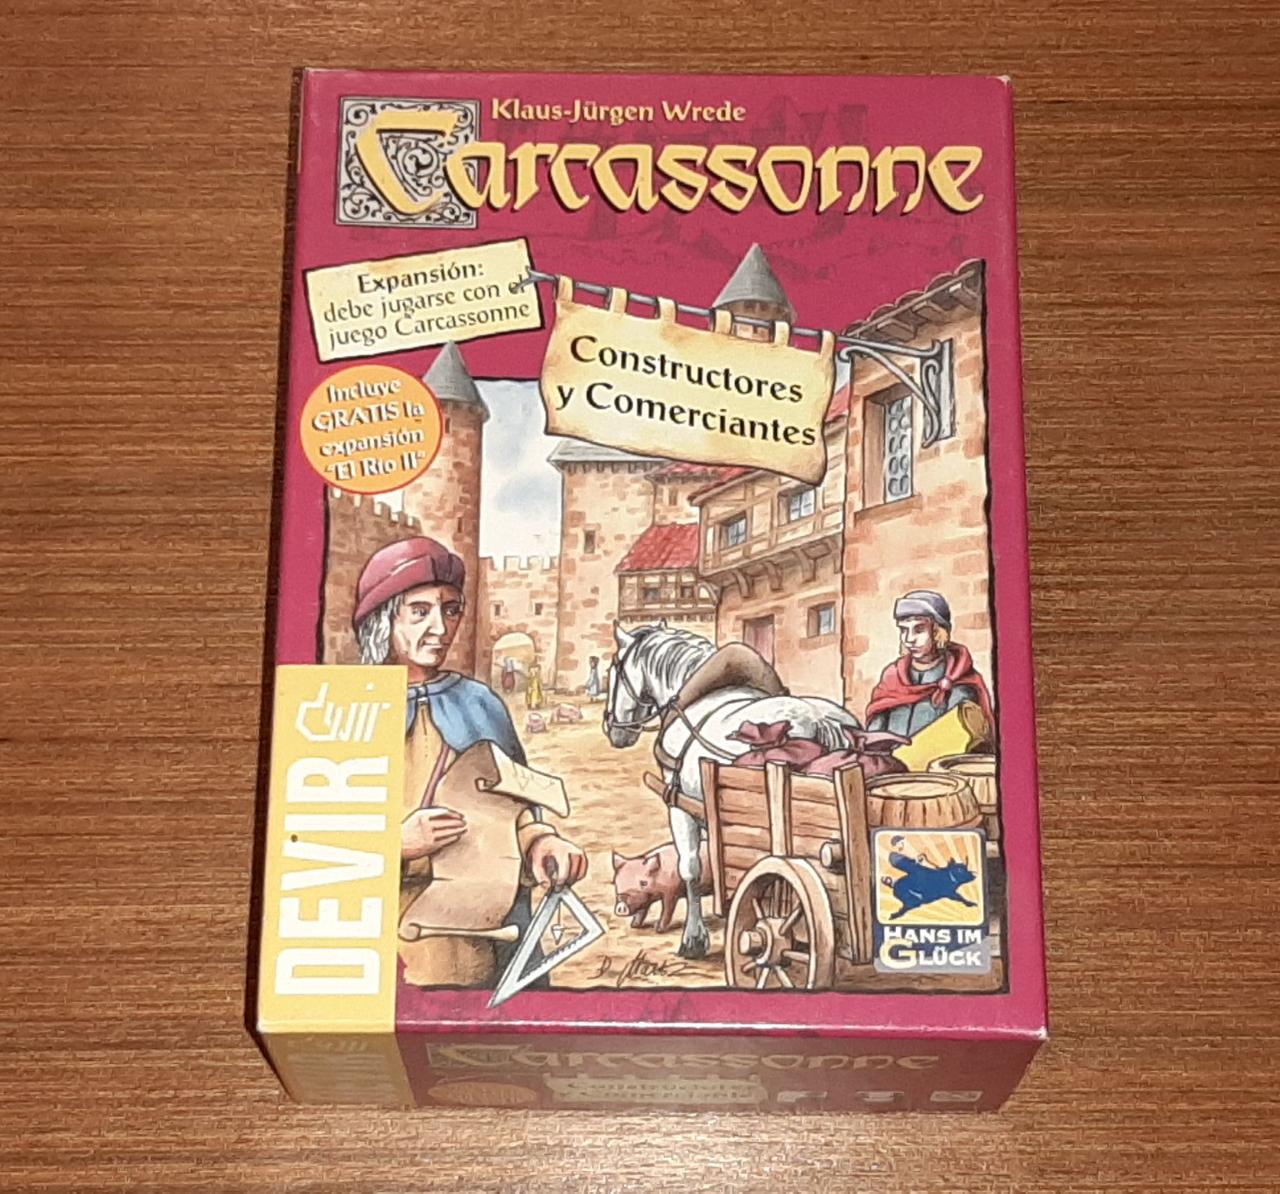 Klaus-Jürgen Wrede
Carcassonne
Expansión:
debe jugarse con el
juego Carcassonne
Constructores
y Comerciantes
Incluye
GRATIS la
expansión
"El Río II"
DEVIR
HANS IM
GLÜCK
Carcassonne